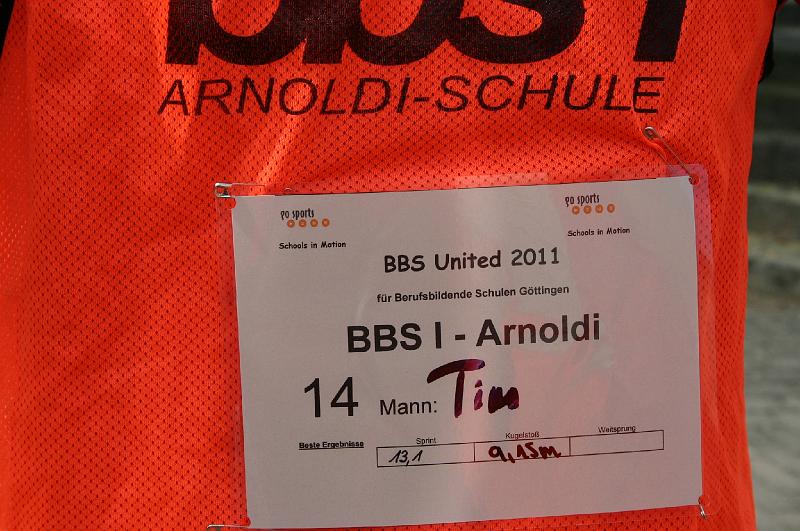 bbs I
ARNOLDI-SCHULE
go sports
go sports
Schools in Motion
Schools in Motion
BBS United 2011
für Berufsbildende Schulen Göttingen
BBS I - Arnoldi
14 Mann: Tim
Beste Ergebnisse Sprint Kugelstoß Weitsprung
13,1 9,15m